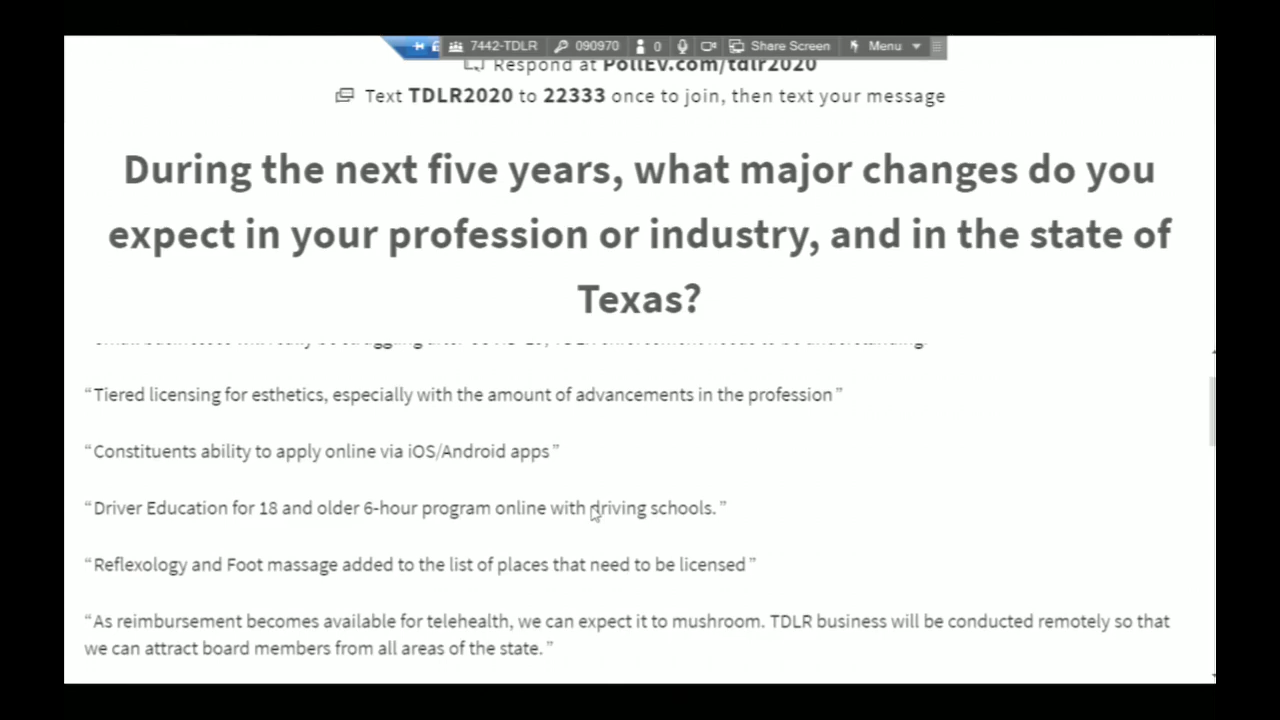 7442-TDLR 090970 0 Share Screen Menu
Respond at PollEv.com/tdlr2020
Text TDLR2020 to 22333 once to join, then text your message
During the next five years, what major changes do you
expect in your profession or industry, and in the state of
Texas?
“Tiered licensing for esthetics, especially with the amount of advancements in the profession”
“Constituents ability to apply online via iOS/Android apps”
“Driver Education for 18 and older 6-hour program online with driving schools.”
“Reflexology and Foot massage added to the list of places that need to be licensed”
“As reimbursement becomes available for telehealth, we can expect it to mushroom. TDLR business will be conducted remotely so that
we can attract board members from all areas of the state.”